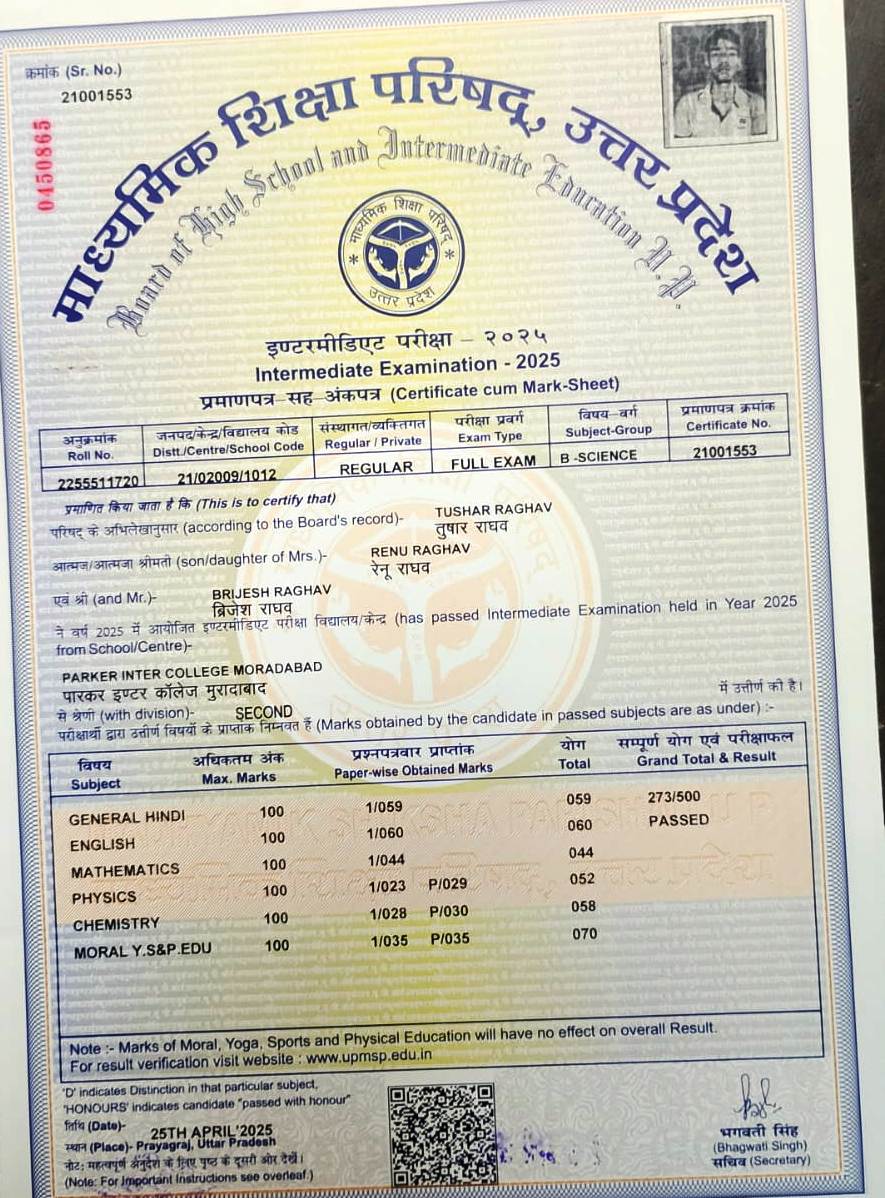 क्रमांक (Sr. No.)
21001553
0450865
माध्यमिक शिक्षा परिषद्, उत्तर प्रदेश
Board of High School and Intermediate Education U.P.
माध्यमिक शिक्षा परिषद्
उत्तर प्रदेश
इण्टरमीडिएट परीक्षा – २०२५
Intermediate Examination - 2025
प्रमाणपत्र सह अंकपत्र (Certificate cum Mark-Sheet)
अनुक्रमांक जनपद/केन्द्र/विद्यालय कोड संस्थागत/व्यक्तिगत परीक्षा प्रवर्ग विषय वर्ग प्रमाणपत्र क्रमांक
Roll No. Distt./Centre/School Code Regular / Private Exam Type Subject-Group Certificate No.
2255511720 21/02009/1012 REGULAR FULL EXAM B -SCIENCE 21001553
प्रमाणित किया जाता है कि (This is to certify that)
परिषद् के अभिलेखानुसार (according to the Board's record)- TUSHAR RAGHAV
तुषार राघव
आत्मज/आत्मजा श्रीमती (son/daughter of Mrs.)- RENU RAGHAV
रेनू राघव
एवं श्री (and Mr.)- BRIJESH RAGHAV
ब्रिजेश राघव
ने वर्ष 2025 में आयोजित इण्टरमीडिएट परीक्षा विद्यालय/केन्द्र (has passed Intermediate Examination held in Year 2025
from School/Centre)-
PARKER INTER COLLEGE MORADABAD
पारकर इण्टर कॉलेज मुरादाबाद में उत्तीर्ण की है।
से श्रेणी (with division)- SECOND
परीक्षार्थी द्वारा उत्तीर्ण विषयों के प्राप्तांक निम्नवत हैं (Marks obtained by the candidate in passed subjects are as under) :-
विषय अधिकतम अंक प्रश्नपत्रवार प्राप्तांक योग सम्पूर्ण योग एवं परीक्षाफल
Subject Max. Marks Paper-wise Obtained Marks Total Grand Total & Result
GENERAL HINDI 100 1/059 059 273/500
ENGLISH 100 1/060 060 PASSED
MATHEMATICS 100 1/044 044
PHYSICS 100 1/023 P/029 052
CHEMISTRY 100 1/028 P/030 058
MORAL Y.S&P.EDU 100 1/035 P/035 070
Note :- Marks of Moral, Yoga, Sports and Physical Education will have no effect on overall Result.
For result verification visit website : www.upmsp.edu.in
'D' indicates Distinction in that particular subject,
'HONOURS' indicates candidate "passed with honour"
तिथि (Date)- 25TH APRIL'2025
स्थान (Place)- Prayagraj, Uttar Pradesh
नोट: महत्वपूर्ण अनुदेश के लिए पृष्ठ के दूसरी ओर देखें।
(Note: For Important Instructions see overleaf.)
भगवती सिंह
(Bhagwati Singh)
सचिव (Secretary)